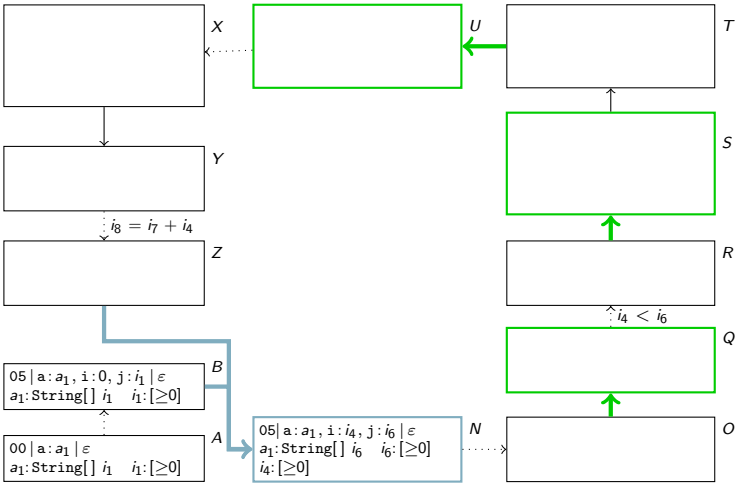 X
U
T
S
Y
i₈ = i₇ + i₄
Z
R
i₄ < i₆
Q
B
05 | a: a₁, i: 0, j: i₁ | ε
a₁: String[] i₁ i₁: [≥0]
A
00 | a: a₁ | ε
a₁: String[] i₁ i₁: [≥0]
N
05 | a: a₁, i: i₄, j: i₆ | ε
a₁: String[] i₆ i₆: [≥0]
i₄: [≥0]
O